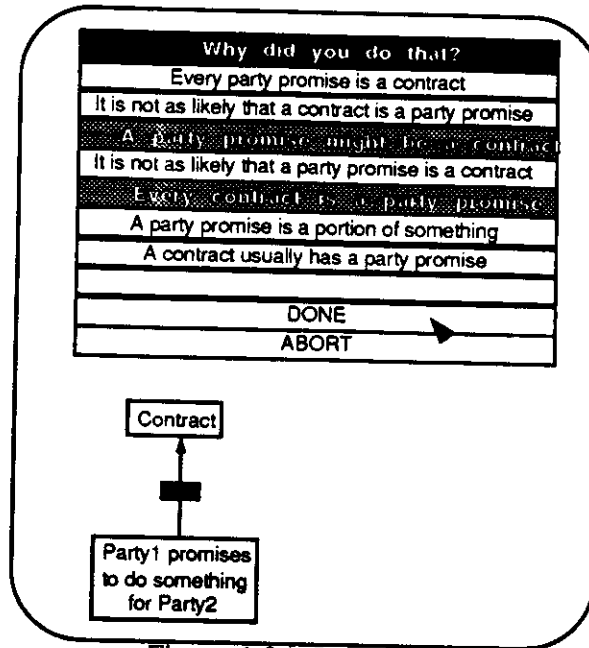 Why did you do that?
Every party promise is a contract
It is not as likely that a contract is a party promise
A party promise might be a contract
It is not as likely that a party promise is a contract
Every contract is a party promise
A party promise is a portion of something
A contract usually has a party promise
DONE
ABORT
Contract
Party1 promises
to do something
for Party2